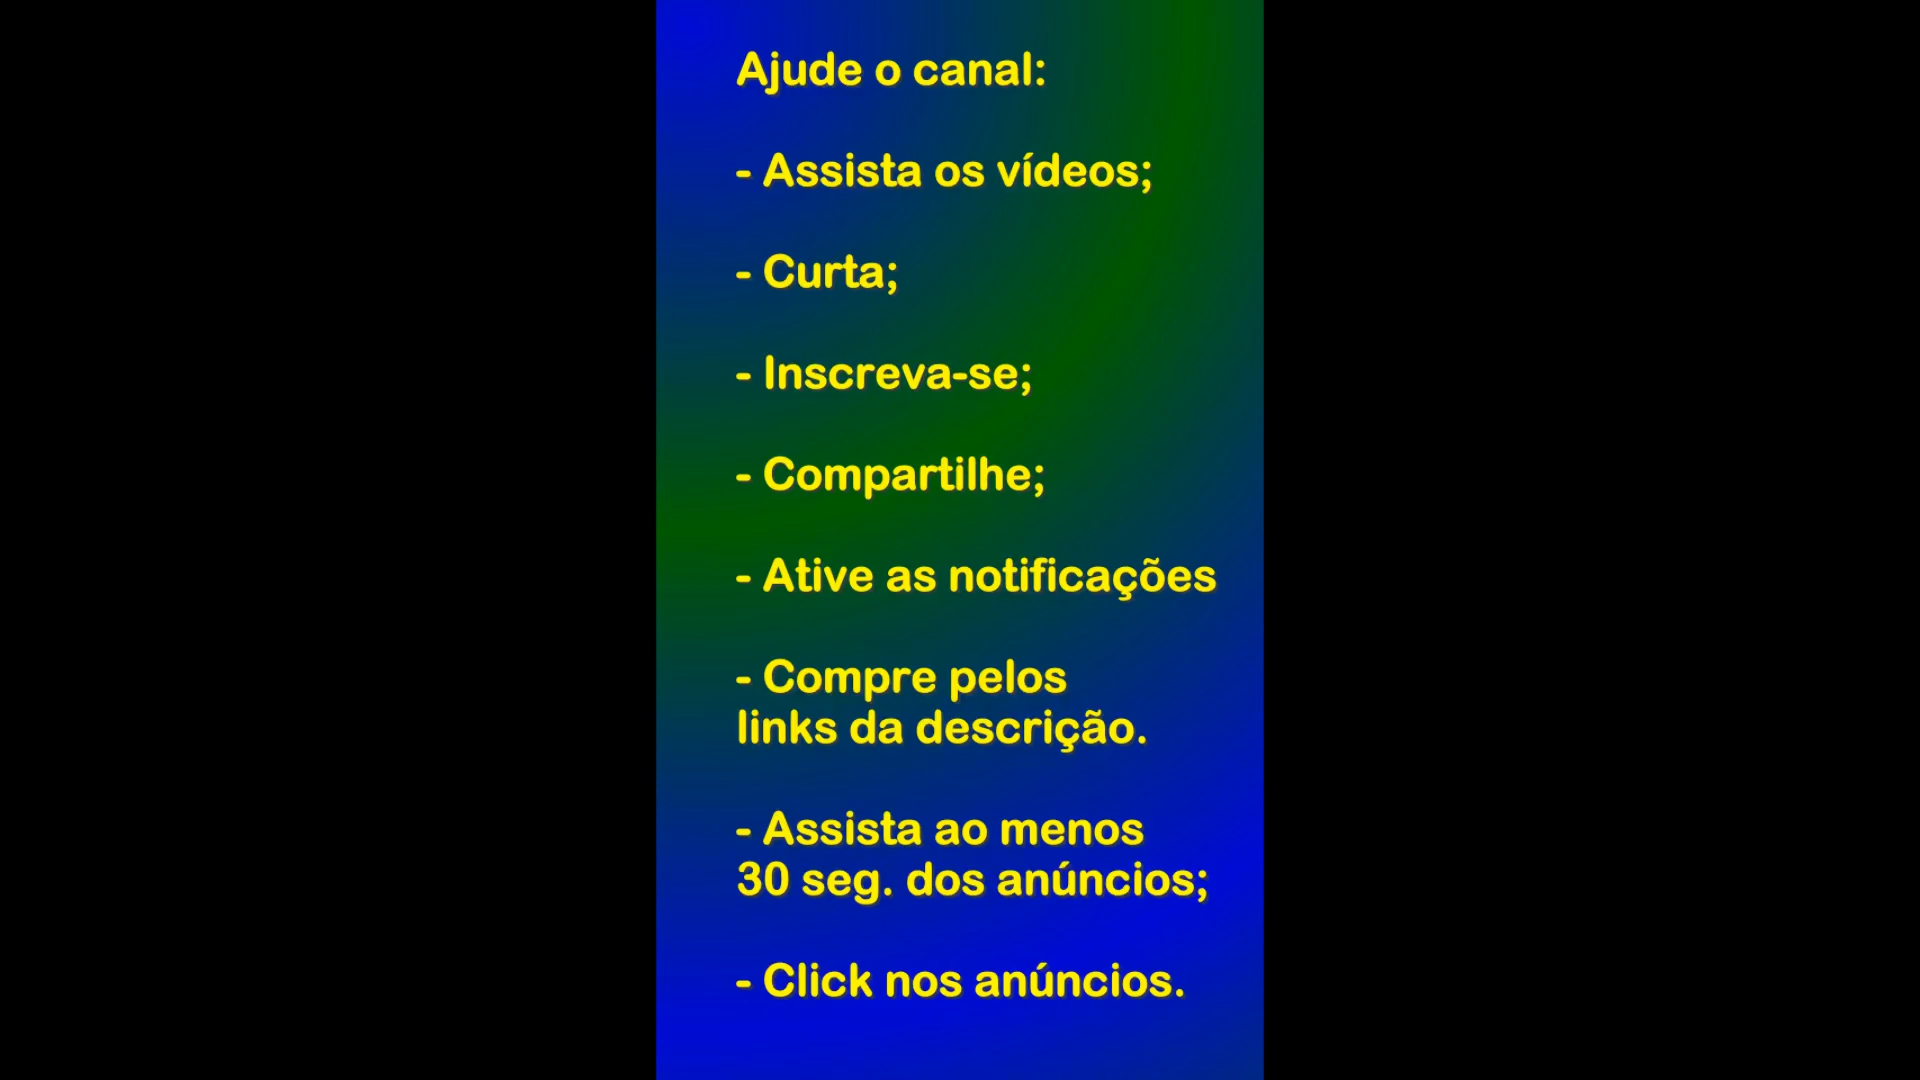 Ajude o canal:
- Assista os vídeos;
- Curta;
- Inscreva-se;
- Compartilhe;
- Ative as notificações
- Compre pelos
links da descrição.
- Assista ao menos
30 seg. dos anúncios;
- Click nos anúncios.